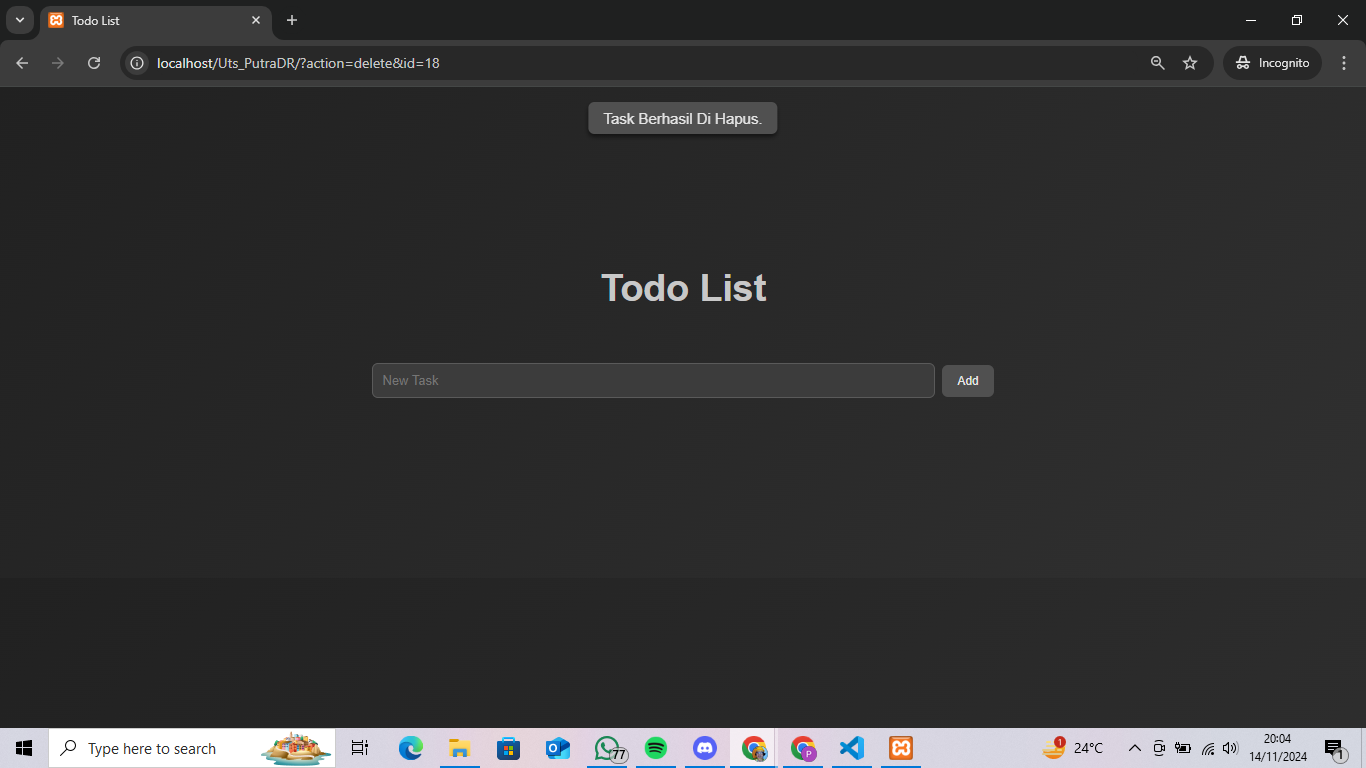 Todo List
localhost/Uts_PutraDR/?action=delete&id=18
Incognito
Task Berhasil Di Hapus.
Todo List
New Task
Add
Type here to search
77
P
1
24°C
20:04
14/11/2024
1